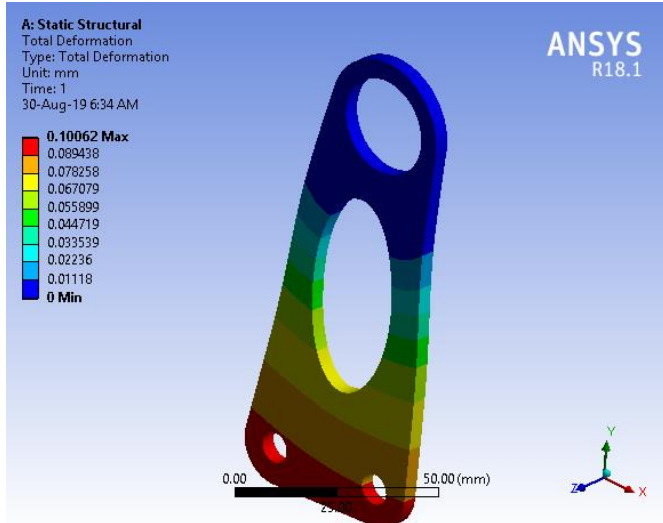 A: Static Structural
Total Deformation
Type: Total Deformation
Unit: mm
Time: 1
30-Aug-19 6:34 AM
ANSYS
R18.1
0.10062 Max
0.089438
0.078258
0.067079
0.055899
0.044719
0.033539
0.02236
0.01118
0 Min
0.00
50.00 (mm)
25.00
Y
Z
X